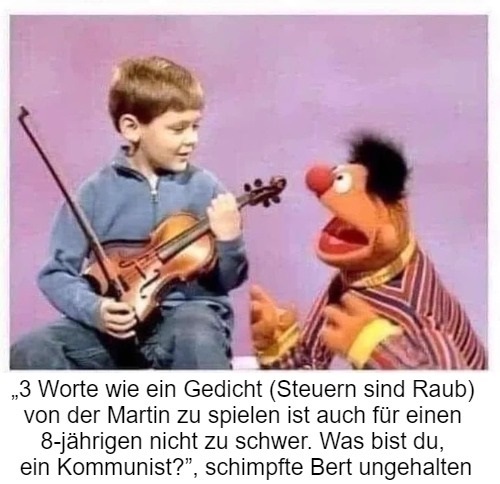 „3 Worte wie ein Gedicht (Steuern sind Raub)
von der Martin zu spielen ist auch für einen
8-jährigen nicht zu schwer. Was bist du,
ein Kommunist?”, schimpfte Bert ungehalten